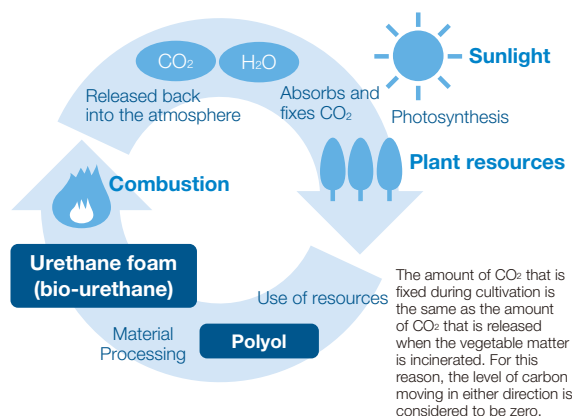 CO2
H2O
Sunlight
Released back
into the atmosphere
Absorbs and
fixes CO2
Photosynthesis
Combustion
Plant resources
Urethane foam
(bio-urethane)
Use of resources
Material
Processing
Polyol
The amount of CO2 that is
fixed during cultivation is
the same as the amount
of CO2 that is released
when the vegetable matter
is incinerated. For this
reason, the level of carbon
moving in either direction is
considered to be zero.